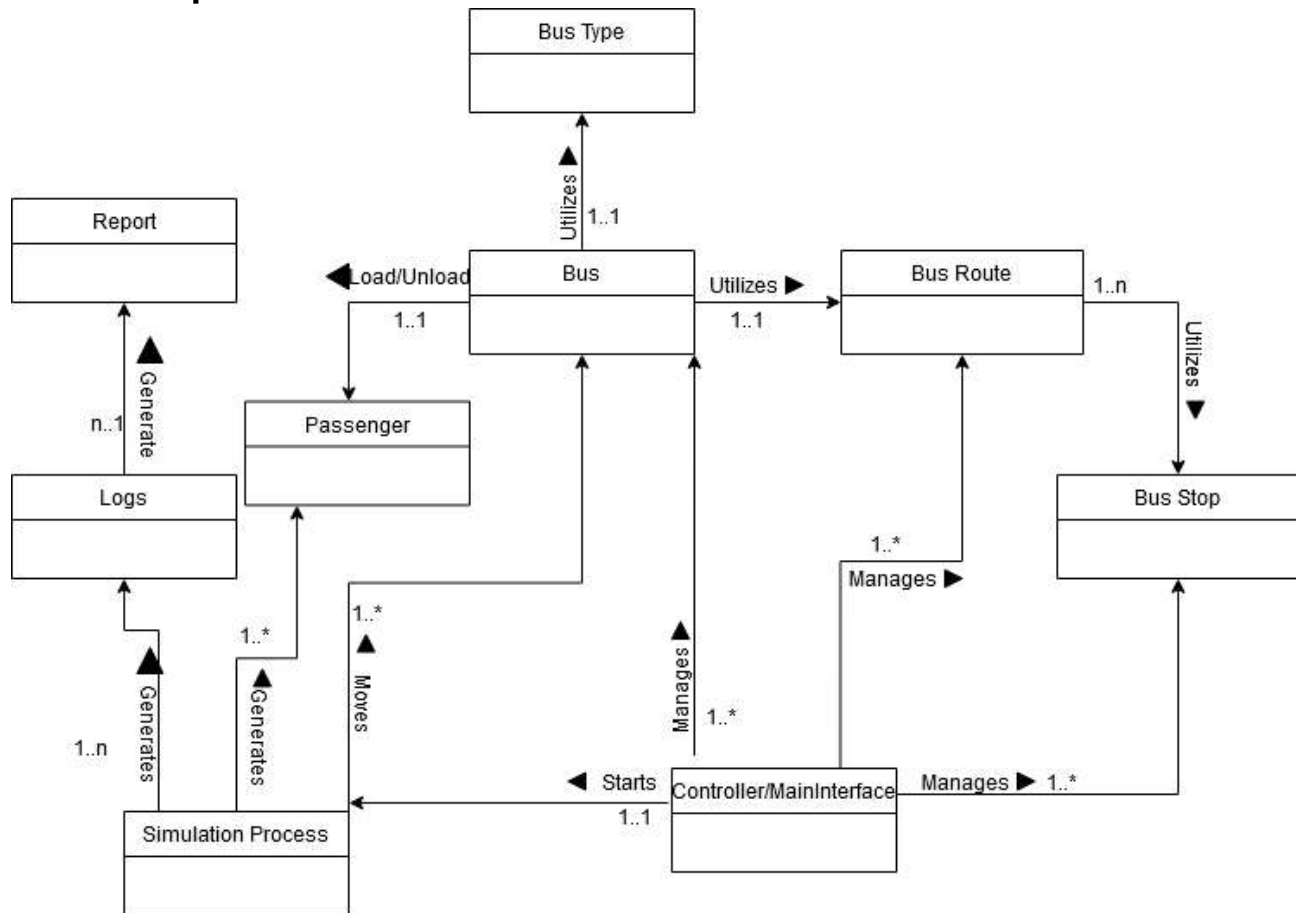 Bus Type
Utilizes
1..1
Report
Load/Unload
Bus
Utilizes
Bus Route
1..n
1..1
1..1
Utilizes
Generate
n..1
Passenger
Logs
Bus Stop
1..*
Manages
1..*
1..*
Moves
Manages
1..*
Generates
Generates
1..n
Starts
Controller/MainInterface
Manages
1..*
1..1
Simulation Process